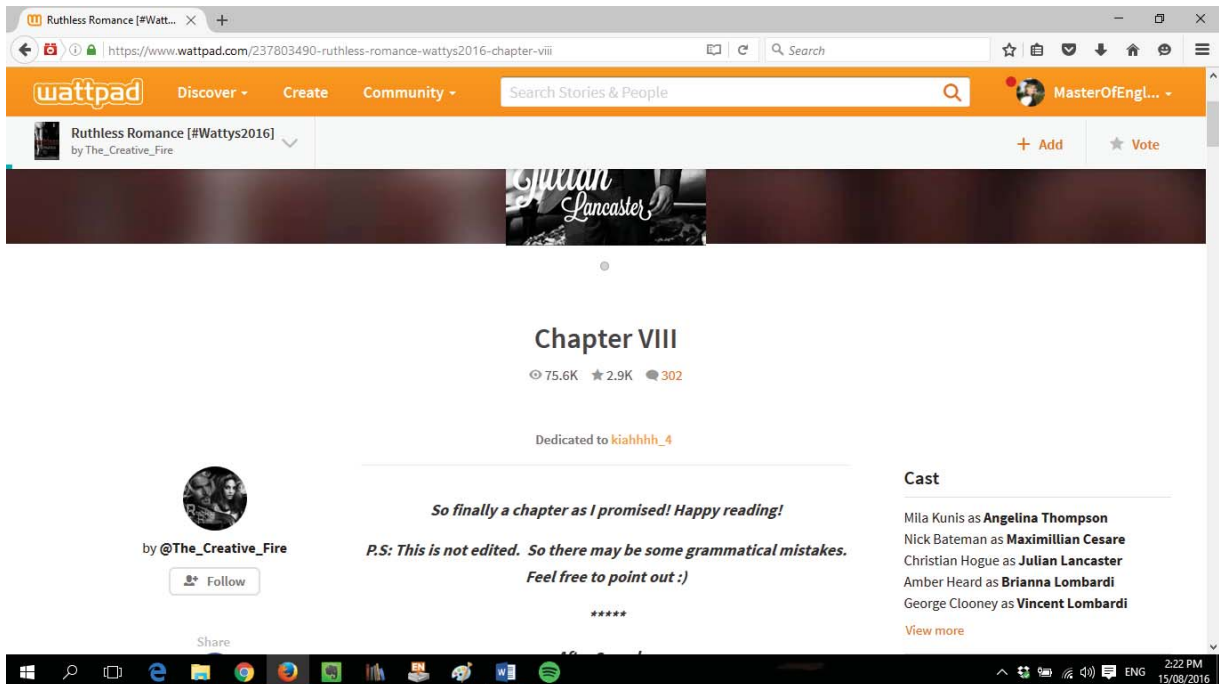 Ruthless Romance [#Watt...
https://www.wattpad.com/237803490-ruthless-romance-wattys2016-chapter-viii
Search
wattpad
Discover
Create
Community
Search Stories & People
MasterOfEngl...
Ruthless Romance [#Wattys2016]
by The_Creative_Fire
+ Add
Vote
Julian
Lancaster
Chapter VIII
75.6K 2.9K 302
Dedicated to kiahhhh_4
So finally a chapter as I promised! Happy reading!
P.S: This is not edited. So there may be some grammatical mistakes.
Feel free to point out :)
*****
by @The_Creative_Fire
Follow
Share
Cast
Mila Kunis as Angelina Thompson
Nick Bateman as Maximillian Cesare
Christian Hogue as Julian Lancaster
Amber Heard as Brianna Lombardi
George Clooney as Vincent Lombardi
View more
EN
ENG
2:22 PM
15/08/2016